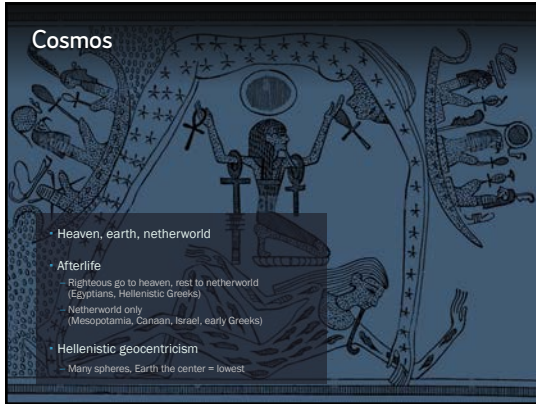 Cosmos
• Heaven, earth, netherworld
• Afterlife
– Righteous go to heaven, rest to netherworld
(Egyptians, Hellenistic Greeks)
– Netherworld only
(Mesopotamia, Canaan, Israel, early Greeks)
• Hellenistic geocentricism
– Many spheres, Earth the center = lowest